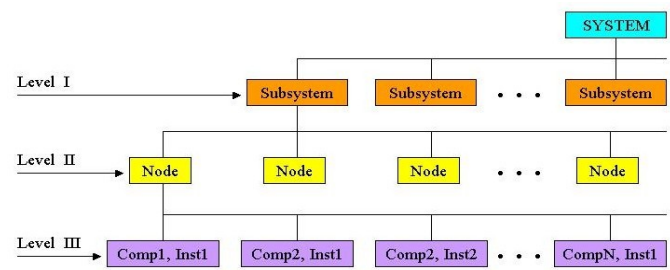 SYSTEM
Level I
Subsystem Subsystem • • • Subsystem
Level II
Node Node Node • • • Node
Level III
Comp1, Inst1 Comp2, Inst1 Comp2, Inst2 • • • CompN, Inst1